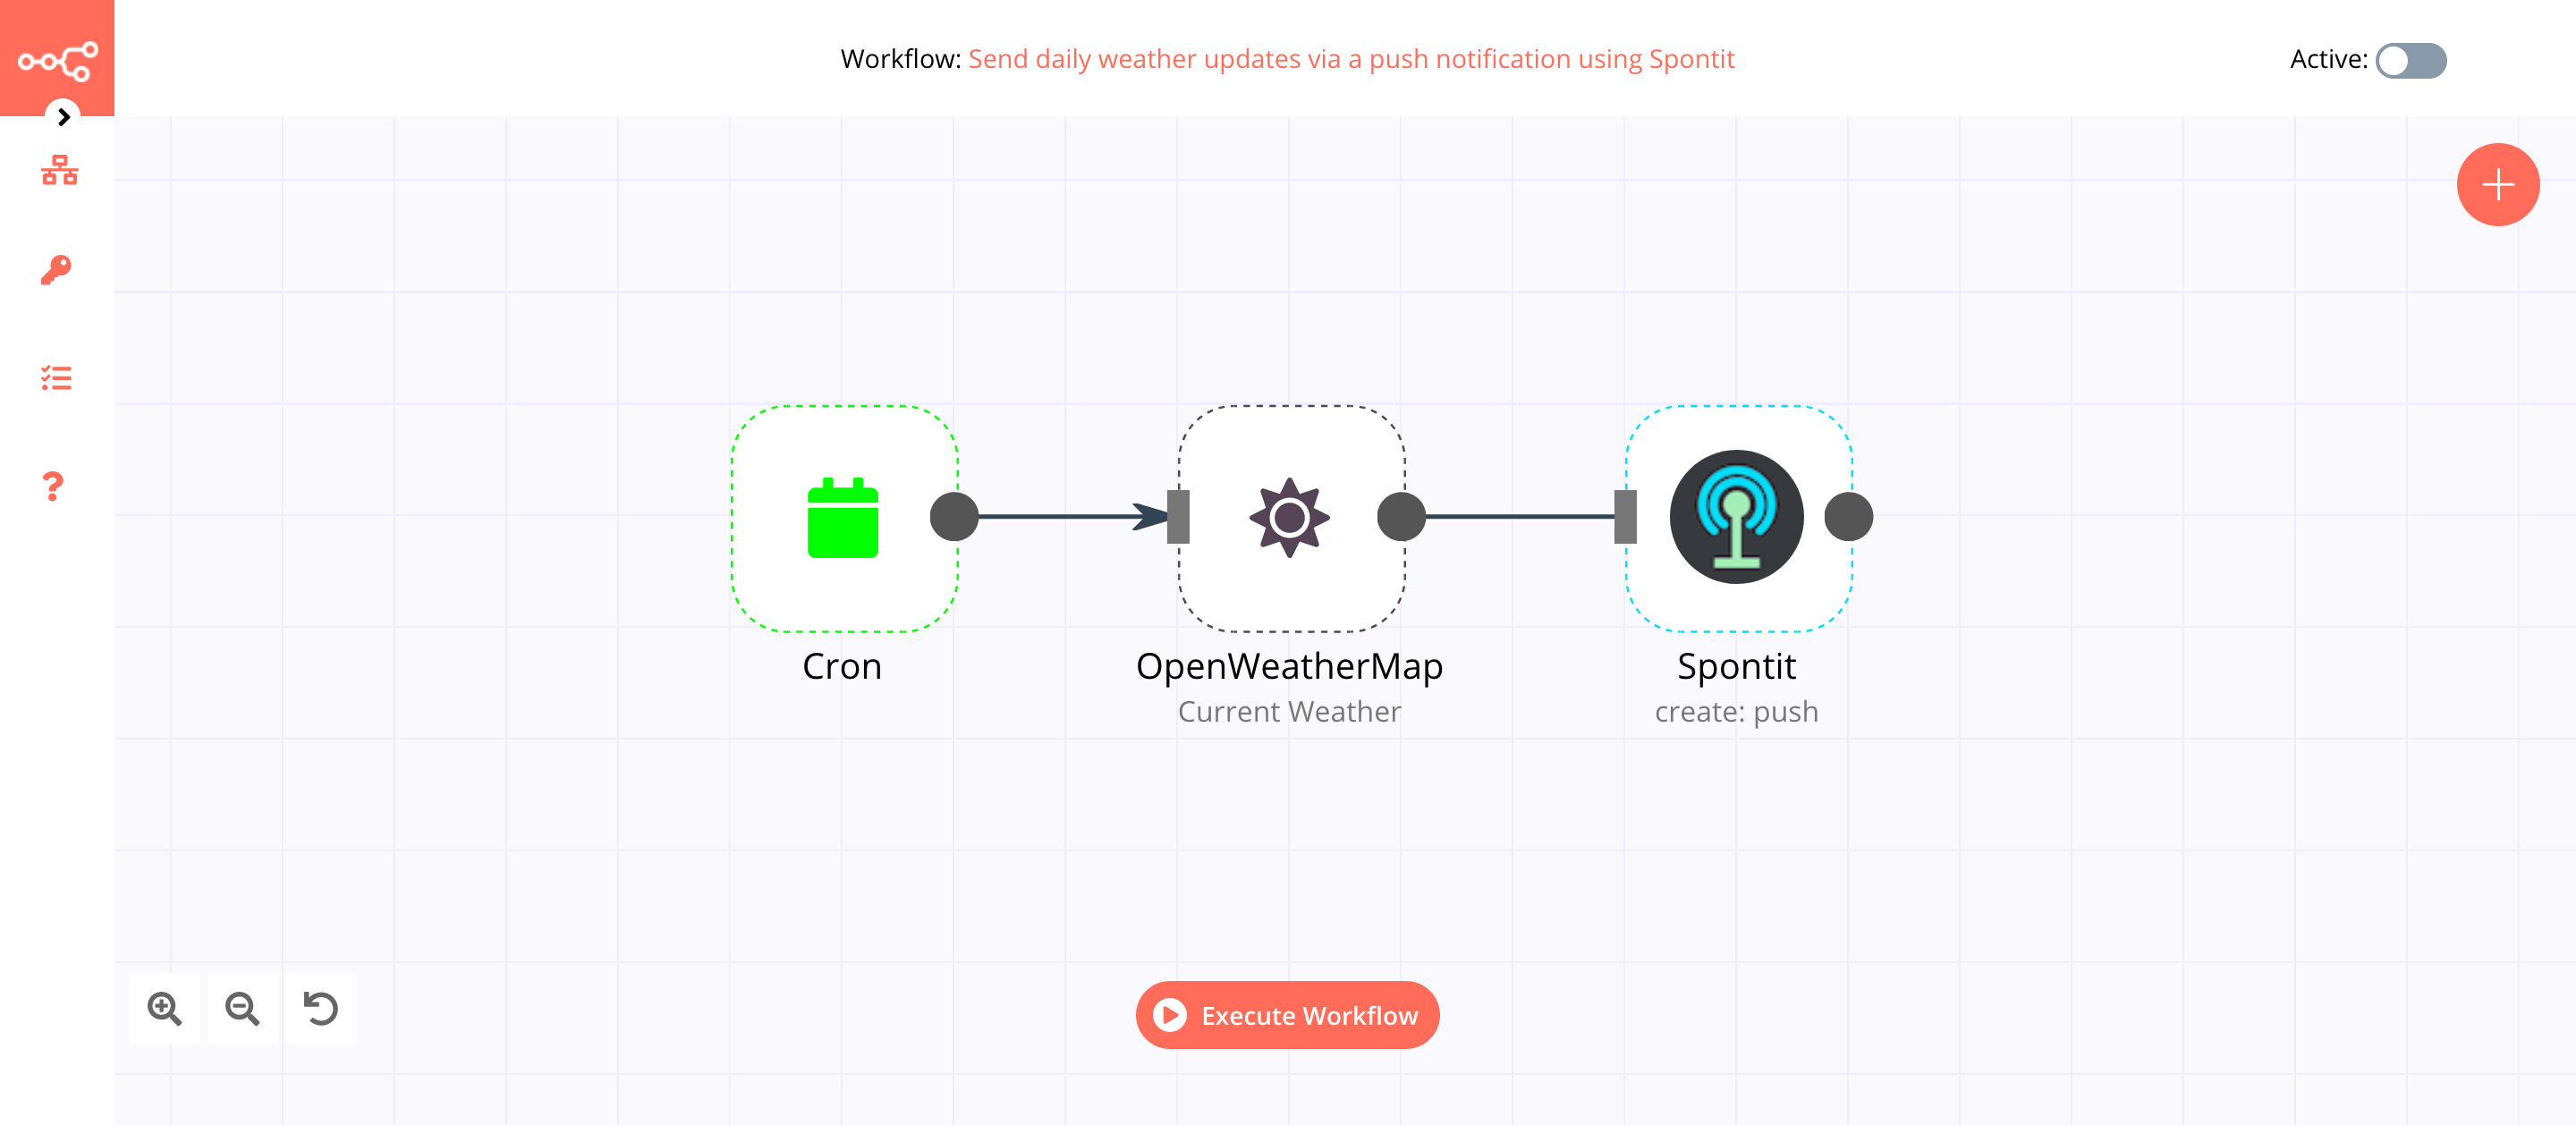 Workflow: Send daily weather updates via a push notification using Spontit
Active:
Cron
OpenWeatherMap
Current Weather
Spontit
create: push
Execute Workflow